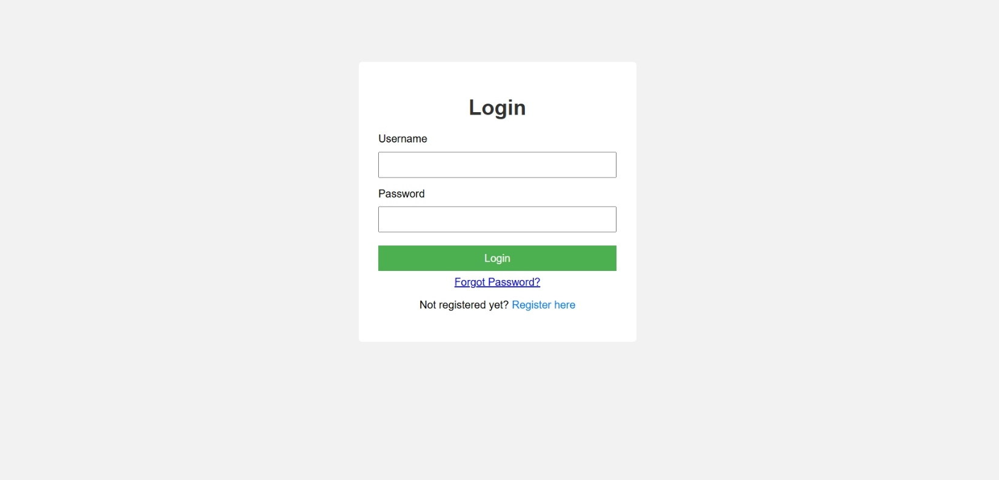 Login
Username
Password
Login
Forgot Password?
Not registered yet? Register here